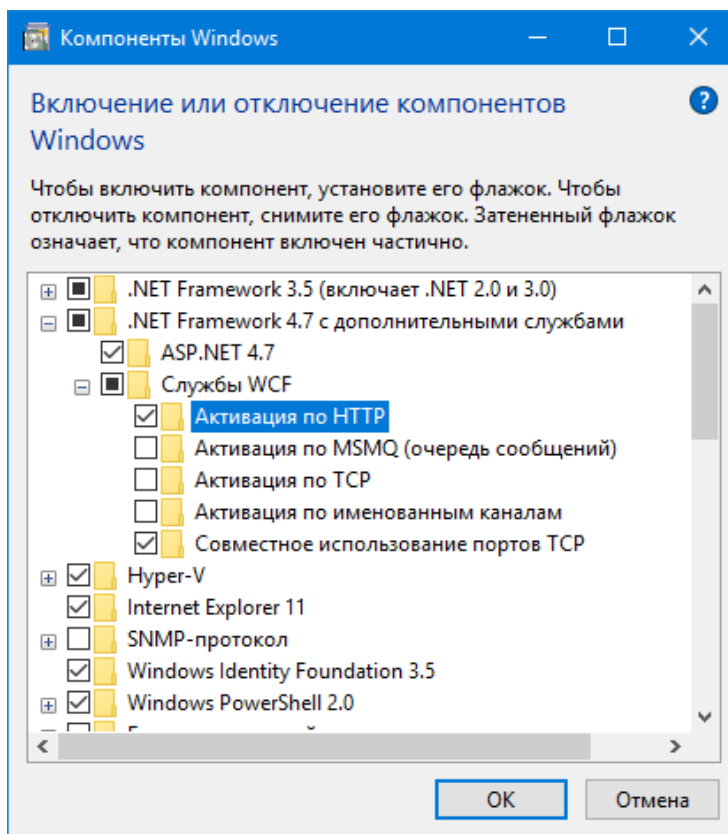 Компоненты Windows
Включение или отключение компонентов
Windows
Чтобы включить компонент, установите его флажок. Чтобы
отключить компонент, снимите его флажок. Затененный флажок
означает, что компонент включен частично.
.NET Framework 3.5 (включает .NET 2.0 и 3.0)
.NET Framework 4.7 с дополнительными службами
ASP.NET 4.7
Службы WCF
Активация по HTTP
Активация по MSMQ (очередь сообщений)
Активация по TCP
Активация по именованным каналам
Совместное использование портов TCP
Hyper-V
Internet Explorer 11
SNMP-протокол
Windows Identity Foundation 3.5
Windows PowerShell 2.0
OK
Отмена